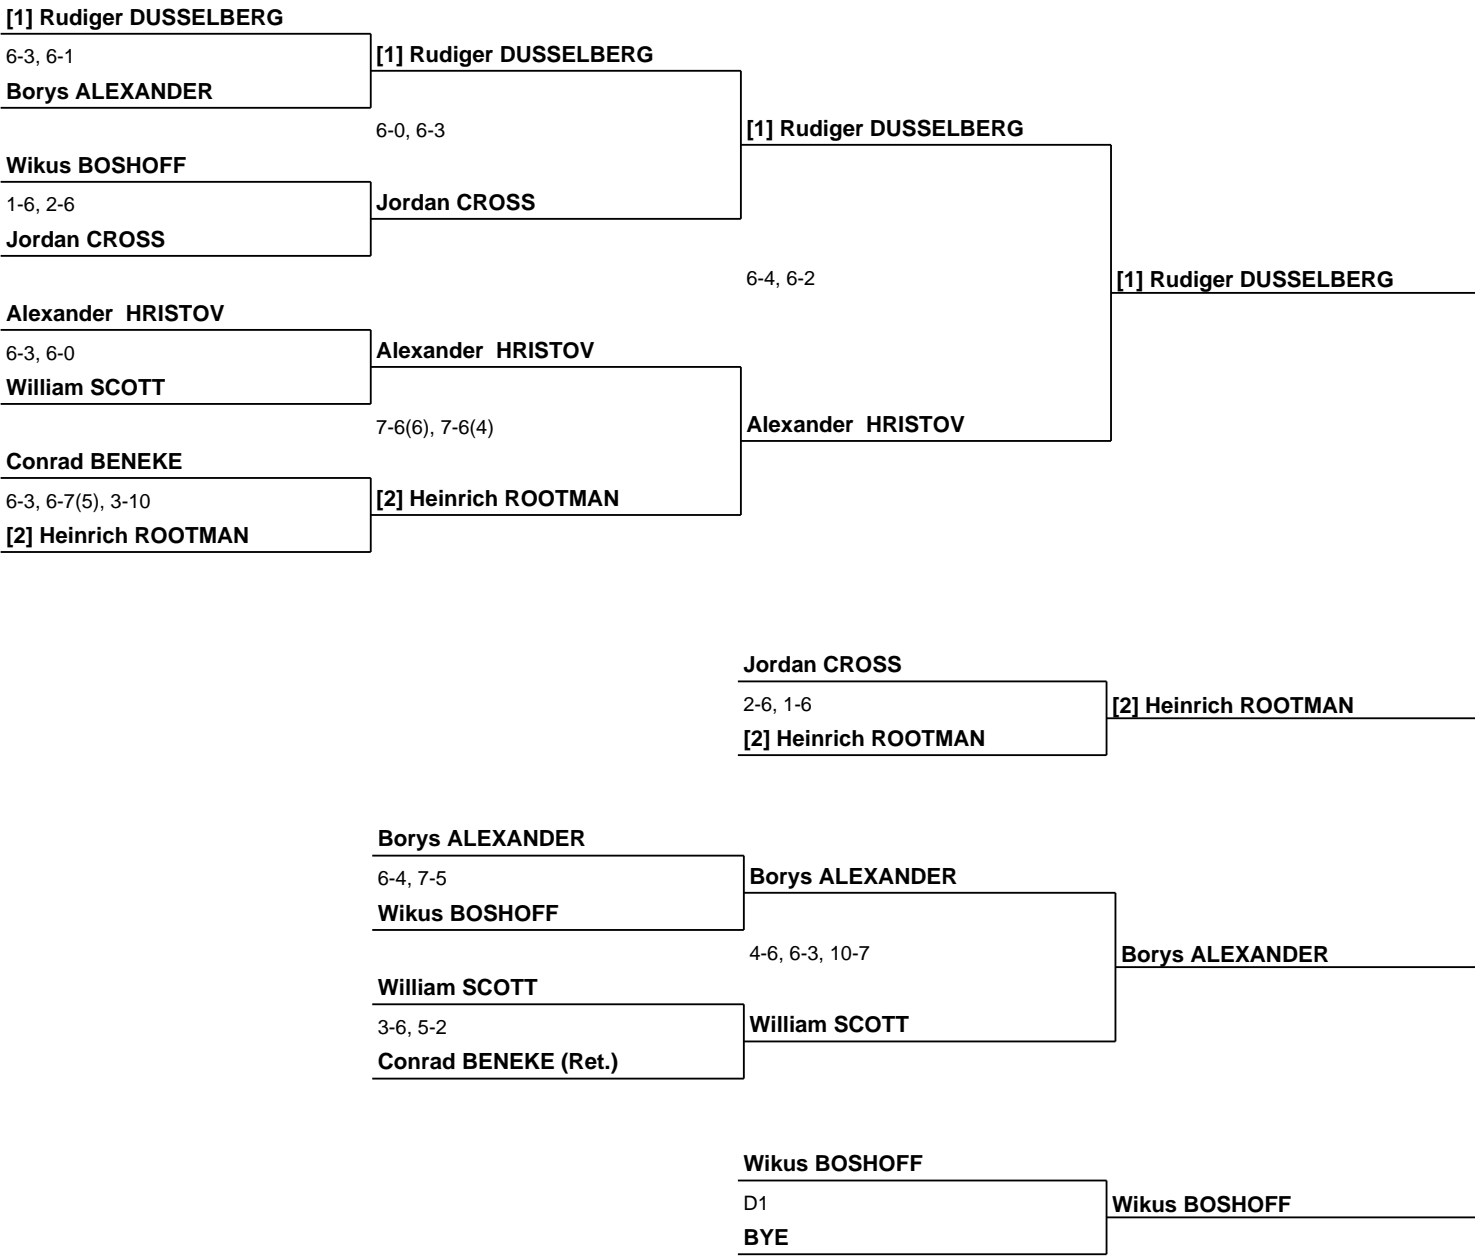 [1] Rudiger DUSSELBERG
6-3, 6-1
Borys ALEXANDER
[1] Rudiger DUSSELBERG
6-0, 6-3
Wikus BOSHOFF
1-6, 2-6
Jordan CROSS
Jordan CROSS
[1] Rudiger DUSSELBERG
6-4, 6-2
[1] Rudiger DUSSELBERG
Alexander HRISTOV
6-3, 6-0
William SCOTT
Alexander HRISTOV
7-6(6), 7-6(4)
Alexander HRISTOV
Conrad BENEKE
6-3, 6-7(5), 3-10
[2] Heinrich ROOTMAN
[2] Heinrich ROOTMAN
Jordan CROSS
2-6, 1-6
[2] Heinrich ROOTMAN
[2] Heinrich ROOTMAN
Borys ALEXANDER
6-4, 7-5
Wikus BOSHOFF
Borys ALEXANDER
4-6, 6-3, 10-7
Borys ALEXANDER
William SCOTT
3-6, 5-2
Conrad BENEKE (Ret.)
William SCOTT
Wikus BOSHOFF
D1
BYE
Wikus BOSHOFF